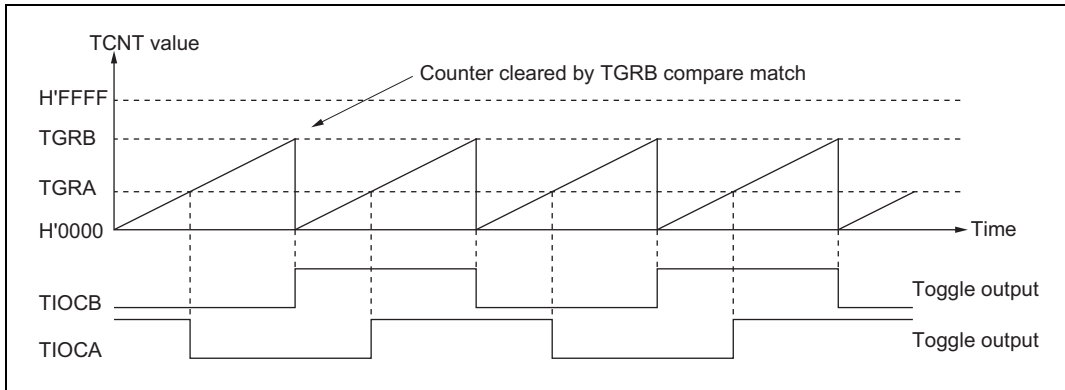 TCNT value
Counter cleared by TGRB compare match
H'FFFF
TGRB
TGRA
H'0000
Time
TIOCB
Toggle output
TIOCA
Toggle output